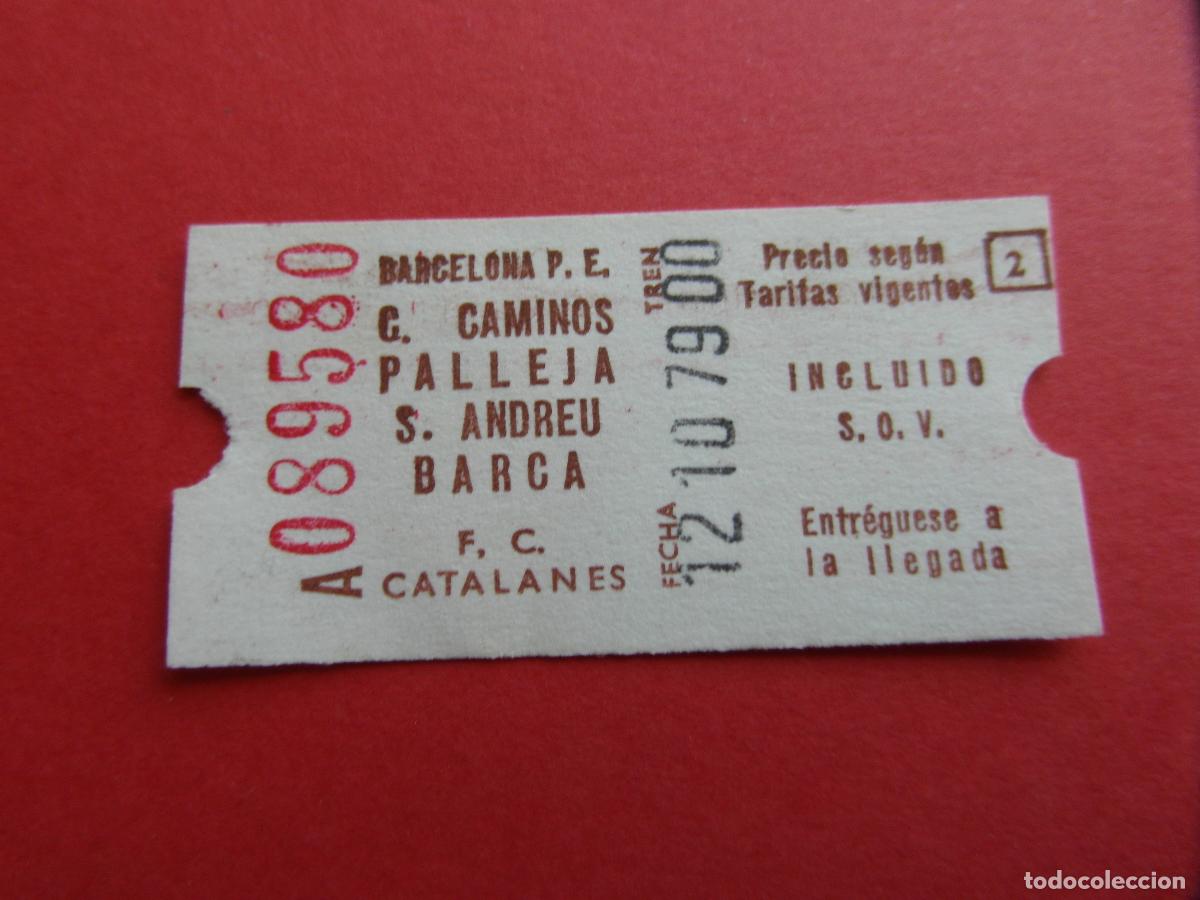 A089580
BARCELONA P. E.
C. CAMINOS
PALLEJA
S. ANDREU
BARCA
F. C.
CATALANES
FECHA TREN
12 10 79 00
Precio según
Tarifas vigentes
2
INCLUIDO
S. O. V.
Entréguese a
la llegada
todocoleccion